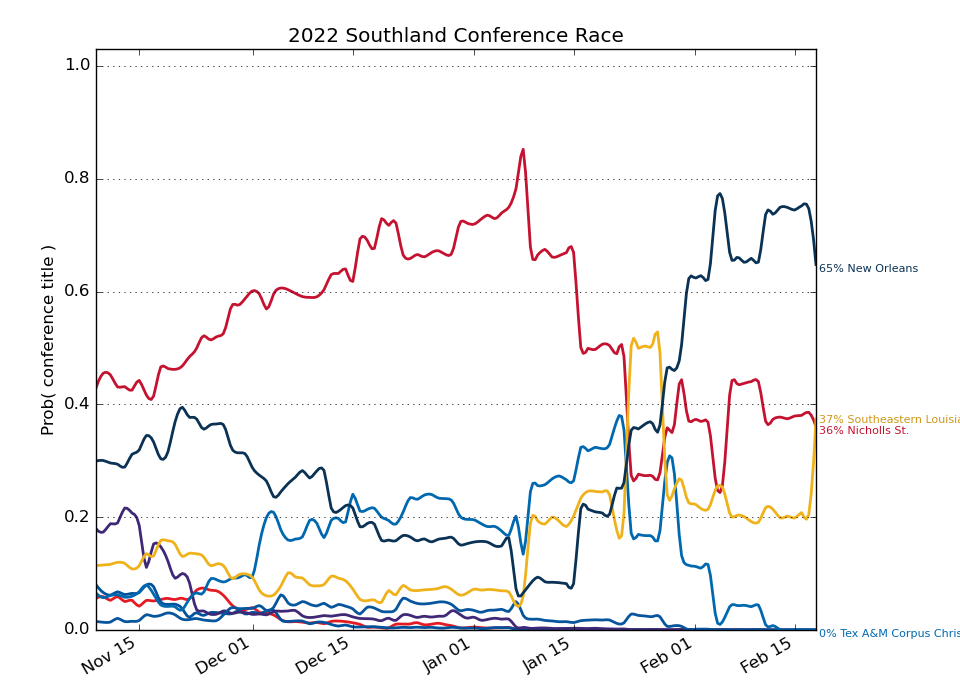 2022 Southland Conference Race
Prob( conference title )
1.0
0.8
0.6
0.4
0.2
0.0
Nov 15
Dec 01
Dec 15
Jan 01
Jan 15
Feb 01
Feb 15
65% New Orleans
37% Southeastern Louisia
36% Nicholls St.
0% Tex A&M Corpus Chris